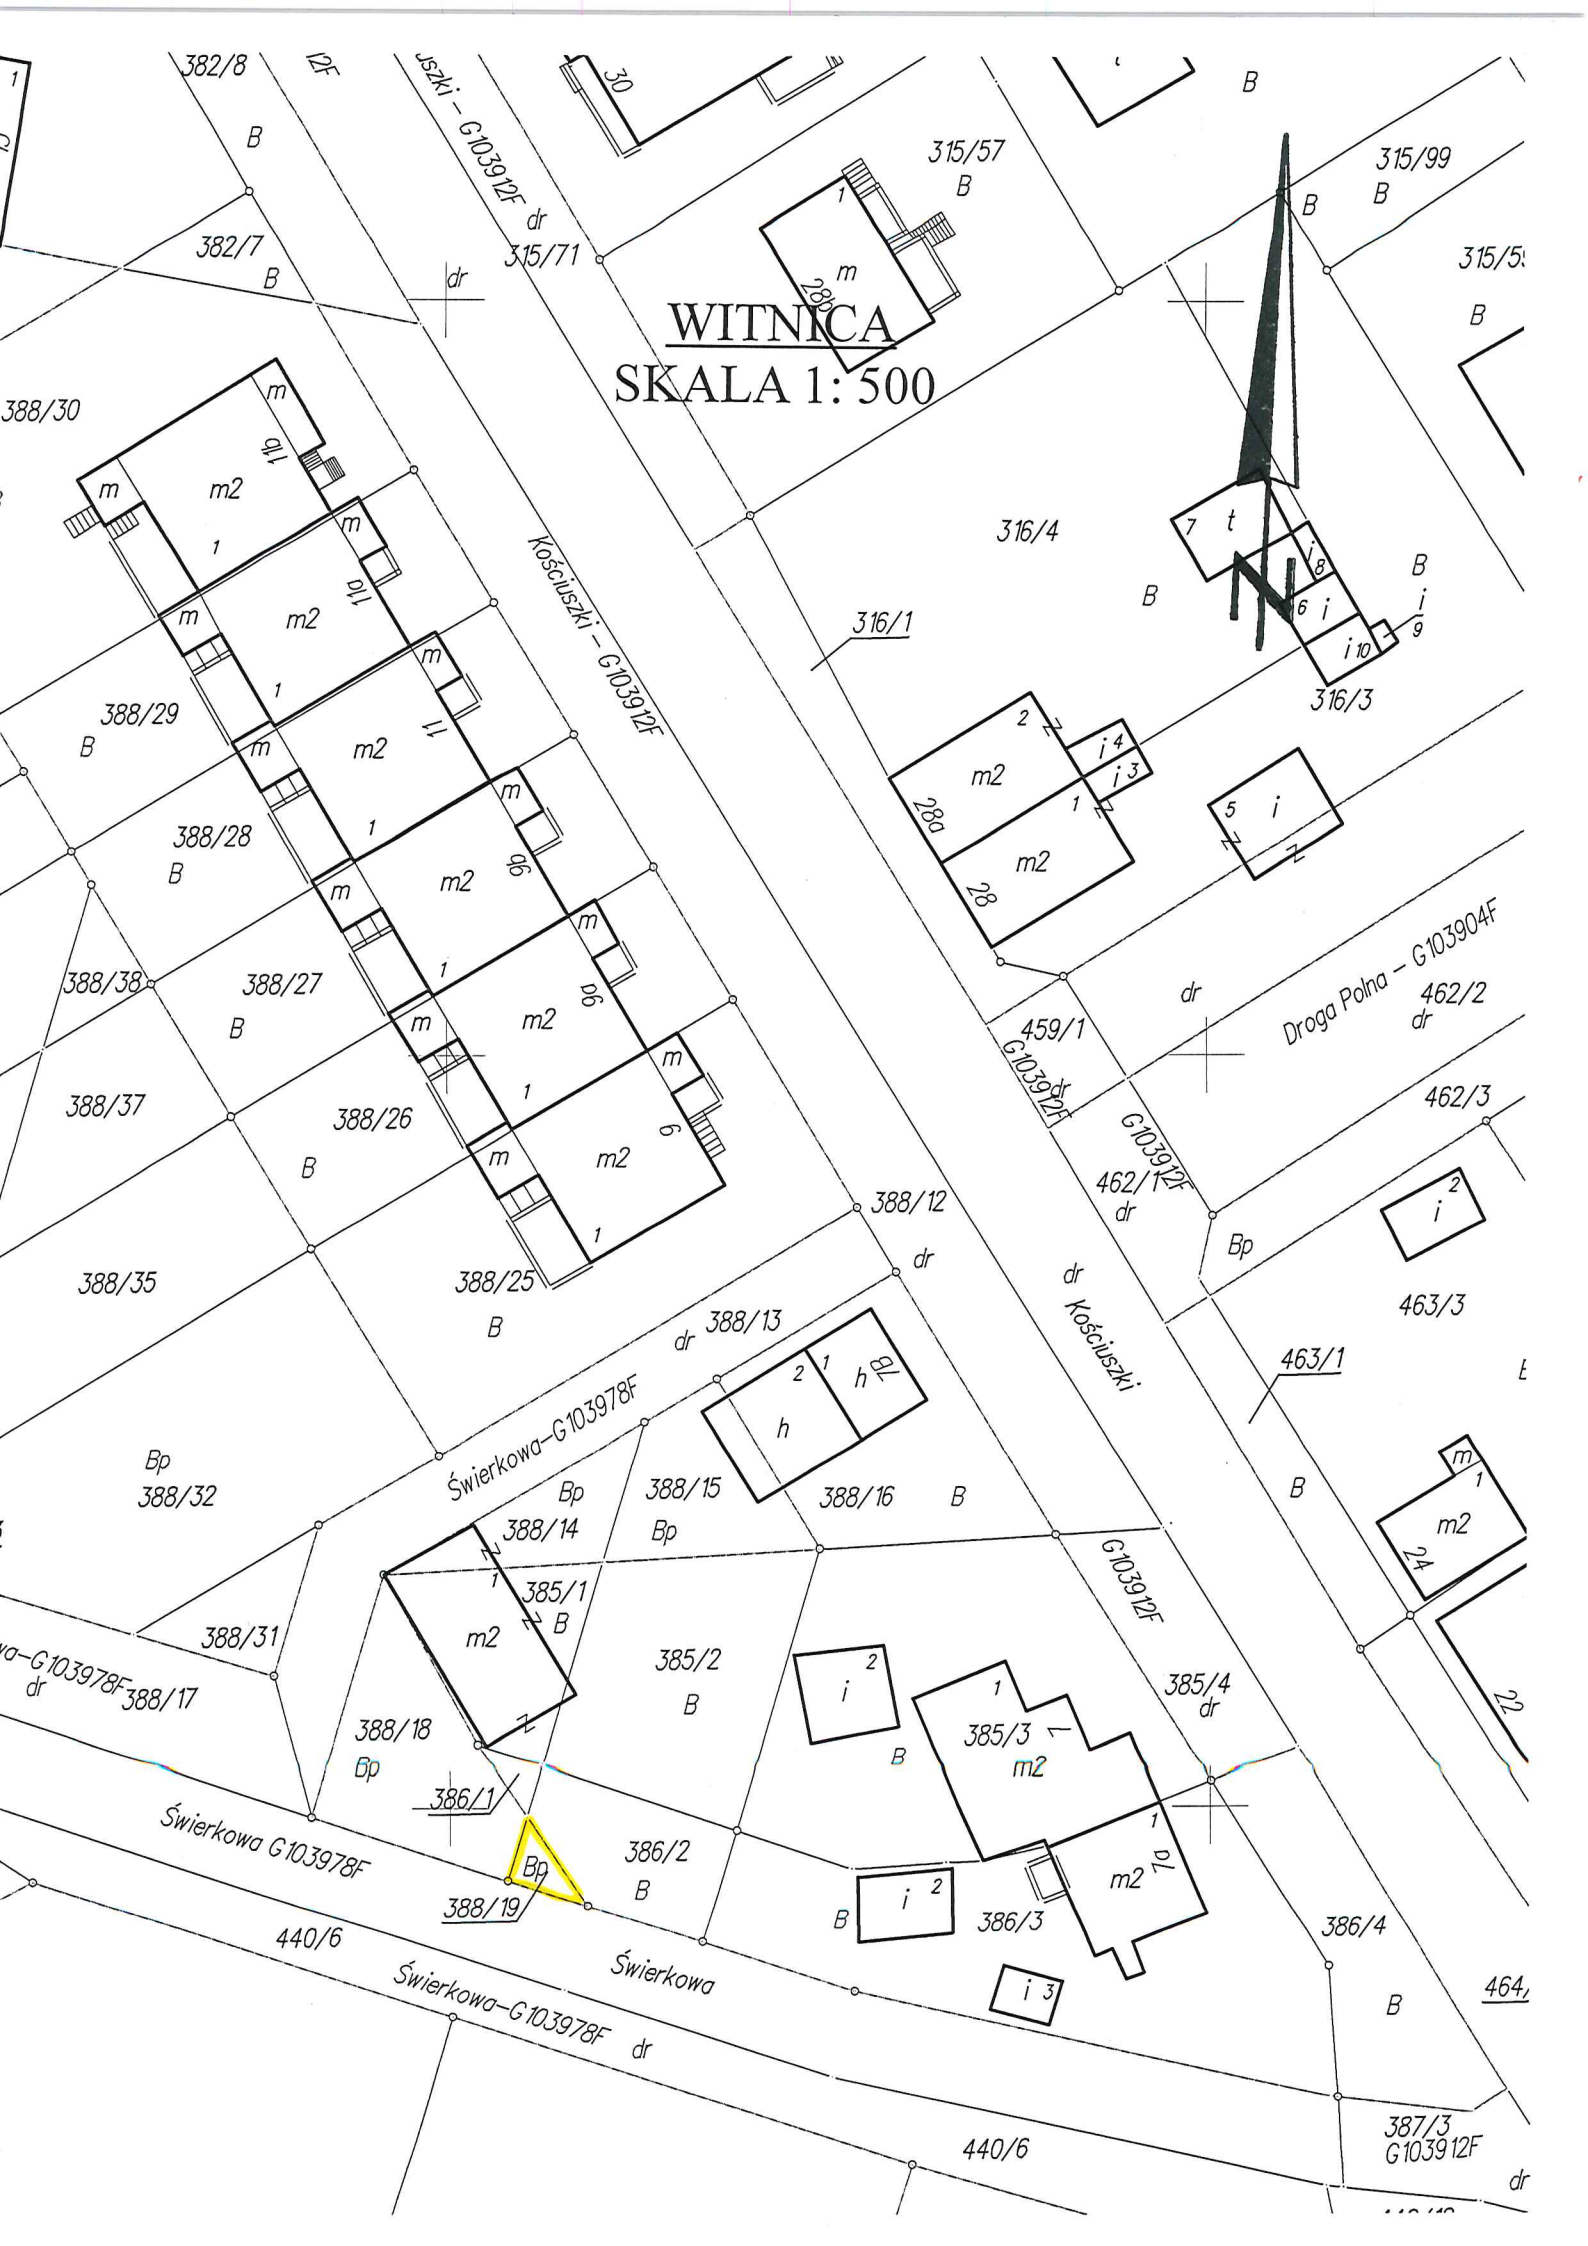 1
382/8
12F
B
Kościuszki - G103912F
dr
30
B
315/57
B
315/99
B
B
382/7
B
dr
315/71
1
m
28b
315/5
B
WITNICA
SKALA 1: 500
388/30
m
11b
m
m2
1
m
11a
m
m2
1
388/29
B
m
11
m
m2
1
388/28
B
m
9b
m
m2
1
388/38
388/27
B
m
9a
m
m2
1
388/37
388/26
B
m
9
m
m2
1
388/35
388/25
B
Kościuszki - G103912F
316/1
316/4
B
7
t
i
8
6
i
B
i
9
i 10
N
316/3
2
m2
28a
i 4
i 3
1
m2
28
5
i
Droga Polna - G103904F
dr
462/2
dr
459/1
G103912F
dr
G103912F
462/3
462/1
dr
Bp
2
i
463/3
388/12
dr
dr
Kościuszki
388/13
dr
463/1
2
1
h
7B
h
Świerkowa-G103978F
Bp
388/32
Bp
388/14
388/15
Bp
388/16
B
B
m
1
m2
24
G103912F
1
385/1
B
m2
388/31
385/2
B
2
i
1
385/3
7
m2
B
385/4
dr
22
wa-G103978F
dr
388/17
388/18
Bp
386/1
Świerkowa G103978F
Bp
388/19
386/2
B
1
7a
m2
i 2
B
386/3
386/4
440/6
Świerkowa
i 3
B
464/
Świerkowa-G103978F
dr
387/3
G103912F
440/6
dr